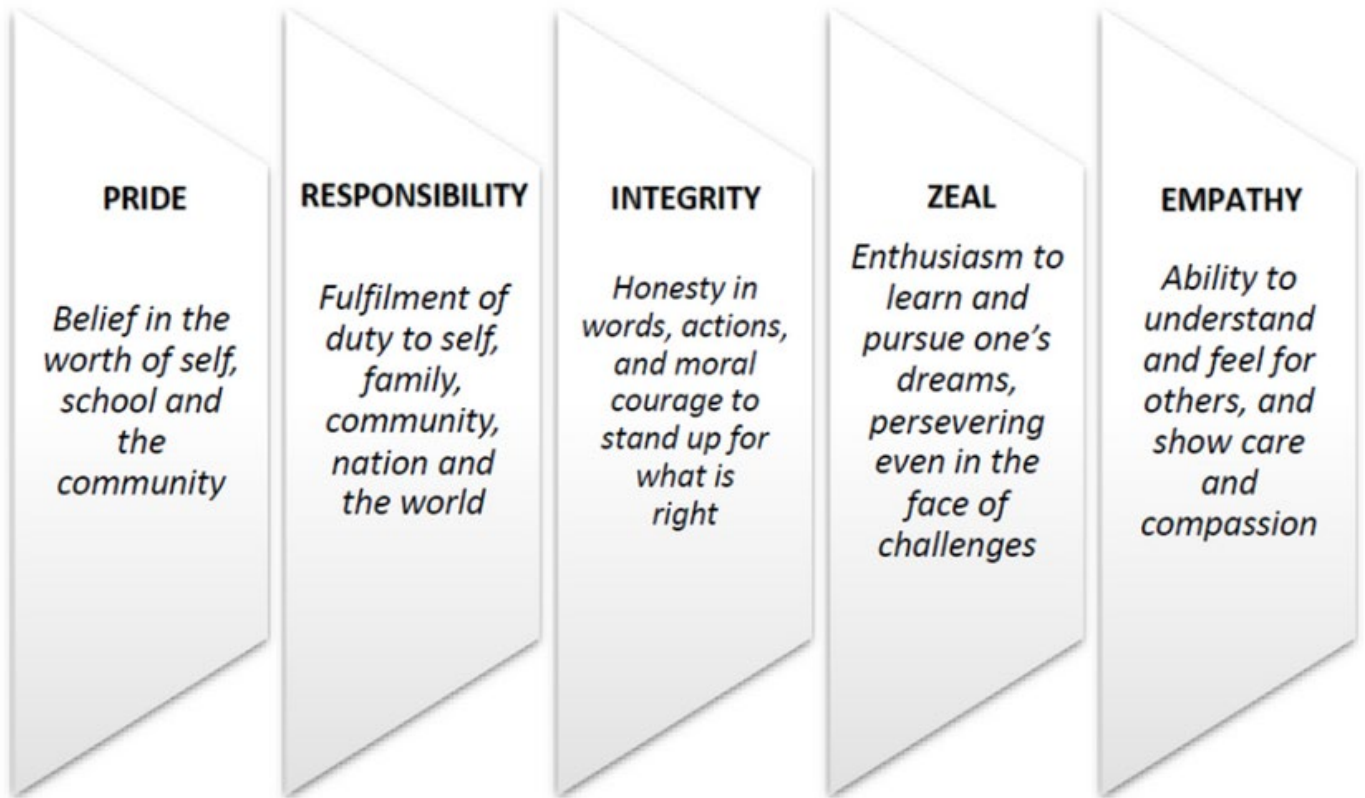 PRIDE
Belief in the
worth of self,
school and
the
community
RESPONSIBILITY
Fulfilment of
duty to self,
family,
community,
nation and
the world
INTEGRITY
Honesty in
words, actions,
and moral
courage to
stand up for
what is
right
ZEAL
Enthusiasm to
learn and
pursue one’s
dreams,
persevering
even in the
face of
challenges
EMPATHY
Ability to
understand
and feel for
others, and
show care
and
compassion